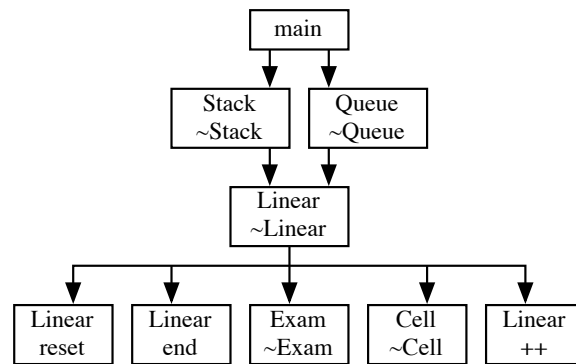 main
Stack
~Stack
Queue
~Queue
Linear
~Linear
Linear
reset
Linear
end
Exam
~Exam
Cell
~Cell
Linear
++